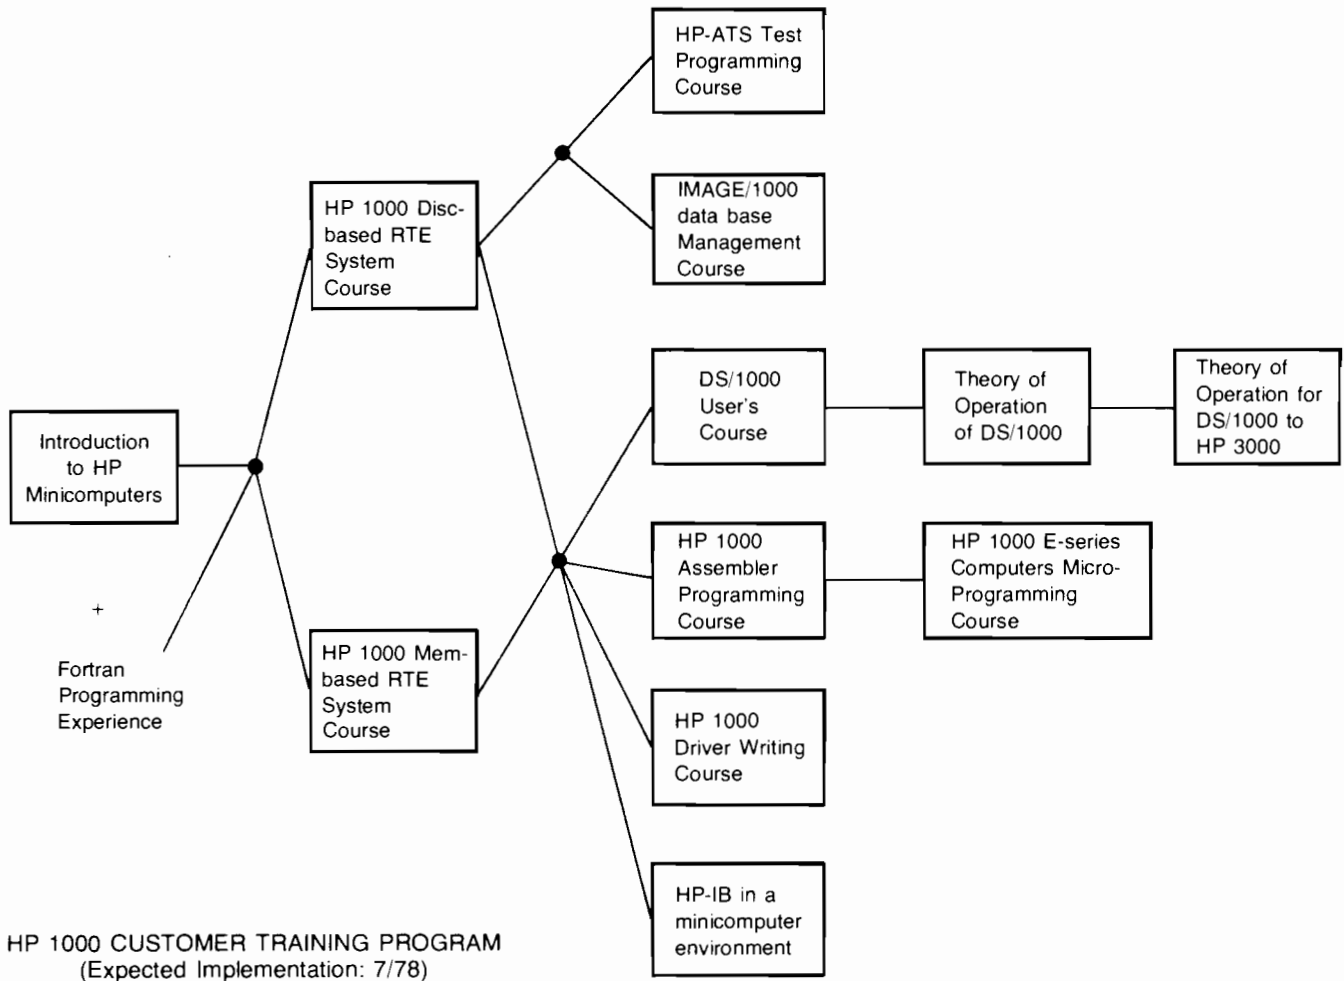 HP-ATS Test
Programming
Course
IMAGE/1000
data base
Management
Course
HP 1000 Disc-
based RTE
System
Course
DS/1000
User's
Course
Theory of
Operation
of DS/1000
Theory of
Operation for
DS/1000 to
HP 3000
Introduction
to HP
Minicomputers
+
Fortran
Programming
Experience
HP 1000 Mem-
based RTE
System
Course
HP 1000
Assembler
Programming
Course
HP 1000 E-series
Computers Micro-
Programming
Course
HP 1000
Driver Writing
Course
HP-IB in a
minicomputer
environment
HP 1000 CUSTOMER TRAINING PROGRAM
(Expected Implementation: 7/78)